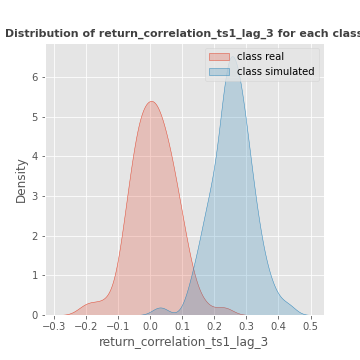 Distribution of return_correlation_ts1_lag_3 for each class
class real
class simulated
Density
6
5
4
3
2
1
0
−0.3 −0.2 −0.1 0.0 0.1 0.2 0.3 0.4 0.5
return_correlation_ts1_lag_3